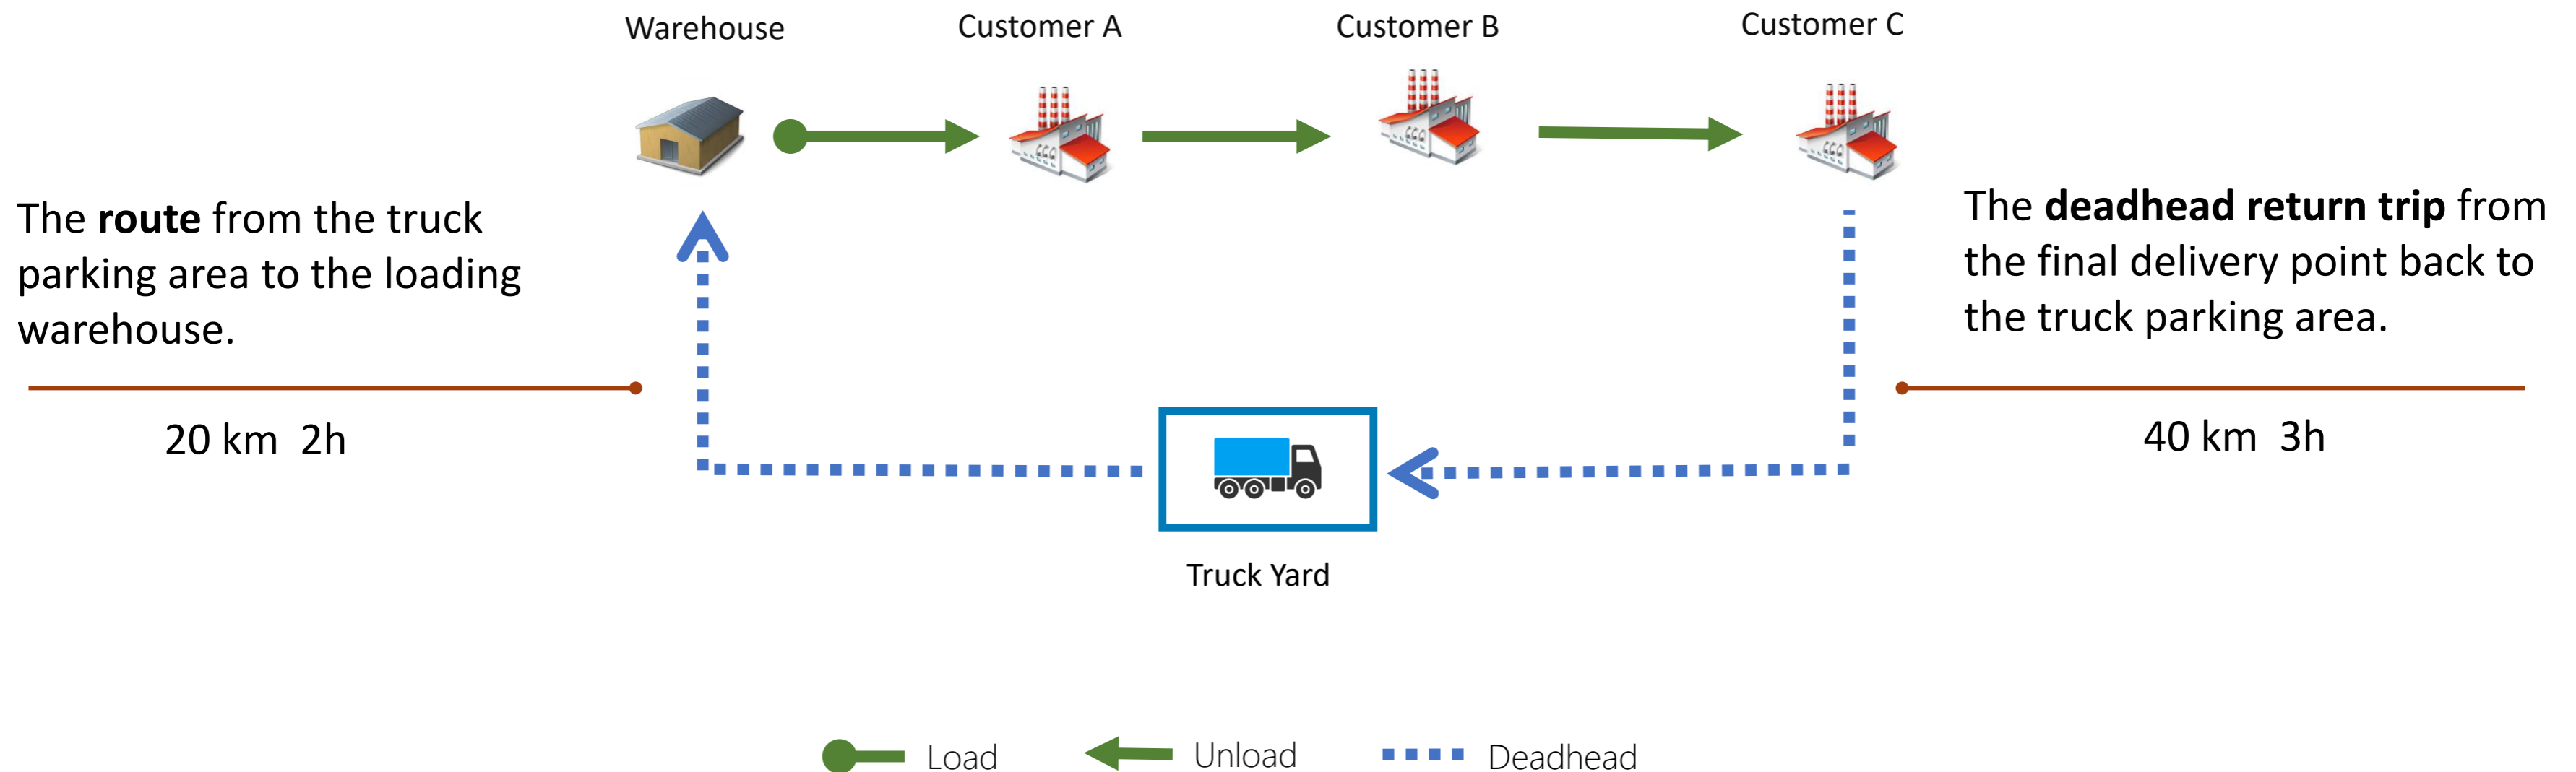 Warehouse
Customer A
Customer B
Customer C
The route from the truck
parking area to the loading
warehouse.
20 km 2h
The deadhead return trip from
the final delivery point back to
the truck parking area.
40 km 3h
Truck Yard
Load
Unload
Deadhead